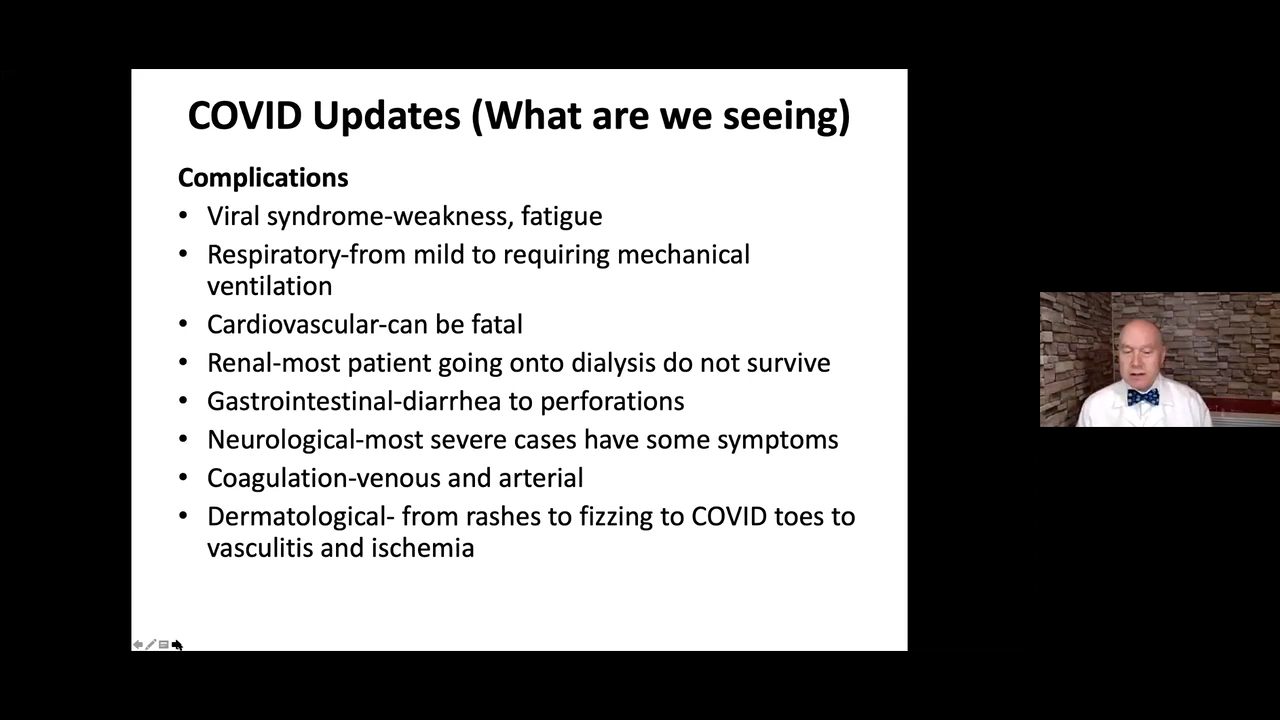 COVID Updates (What are we seeing)
Complications
• Viral syndrome-weakness, fatigue
• Respiratory-from mild to requiring mechanical
ventilation
• Cardiovascular-can be fatal
• Renal-most patient going onto dialysis do not survive
• Gastrointestinal-diarrhea to perforations
• Neurological-most severe cases have some symptoms
• Coagulation-venous and arterial
• Dermatological- from rashes to fizzing to COVID toes to
vasculitis and ischemia